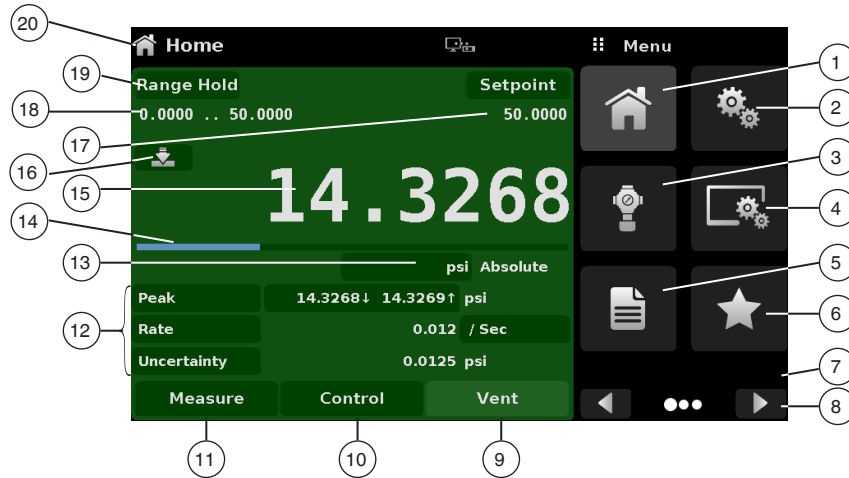 20
Home
Menu
1
19
Range Hold
Setpoint
18
0.0000 .. 50.0000
50.0000
2
17
3
16
15
14.3268
4
14
13
psi Absolute
5
12
Peak
14.3268↓ 14.3269↑ psi
6
Rate
0.012 / Sec
Uncertainty
0.0125 psi
7
Measure
Control
Vent
8
11
10
9